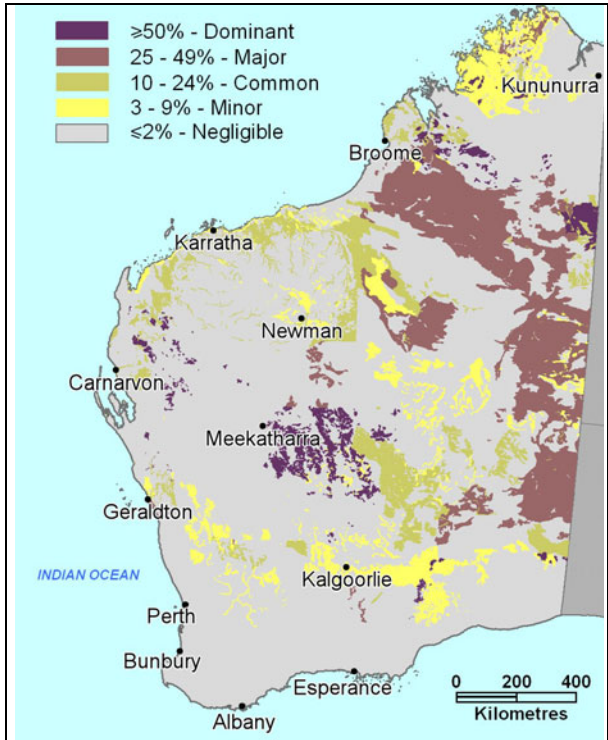 ≥50% - Dominant
25 - 49% - Major
10 - 24% - Common
3 - 9% - Minor
≤2% - Negligible
Kununurra
Broome
Karratha
Newman
Carnarvon
Meekatharra
Geraldton
INDIAN OCEAN
Kalgoorlie
Perth
Bunbury
Esperance
Albany
0 200 400
Kilometres